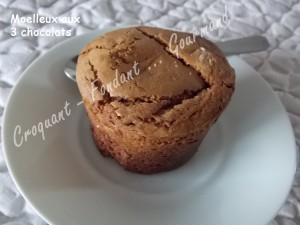 Moelleux aux
3 chocolats
Croquant - Fondant Gourmand